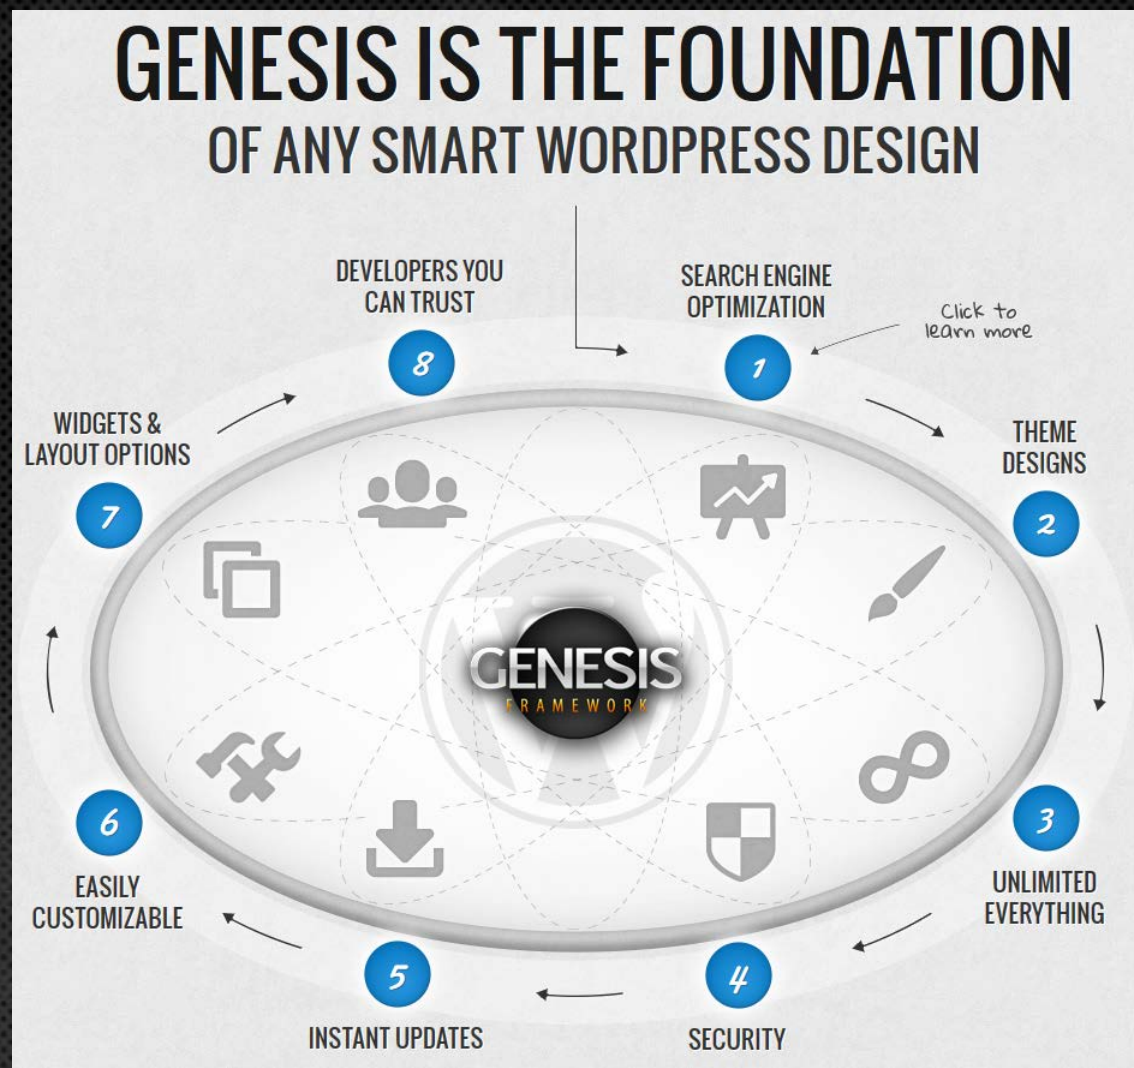 GENESIS IS THE FOUNDATION
OF ANY SMART WORDPRESS DESIGN
DEVELOPERS YOU
CAN TRUST
8
SEARCH ENGINE
OPTIMIZATION
1
Click to
learn more
WIDGETS &
LAYOUT OPTIONS
7
THEME
DESIGNS
2
GENESIS
FRAMEWORK
6
EASILY
CUSTOMIZABLE
3
UNLIMITED
EVERYTHING
5
INSTANT UPDATES
4
SECURITY